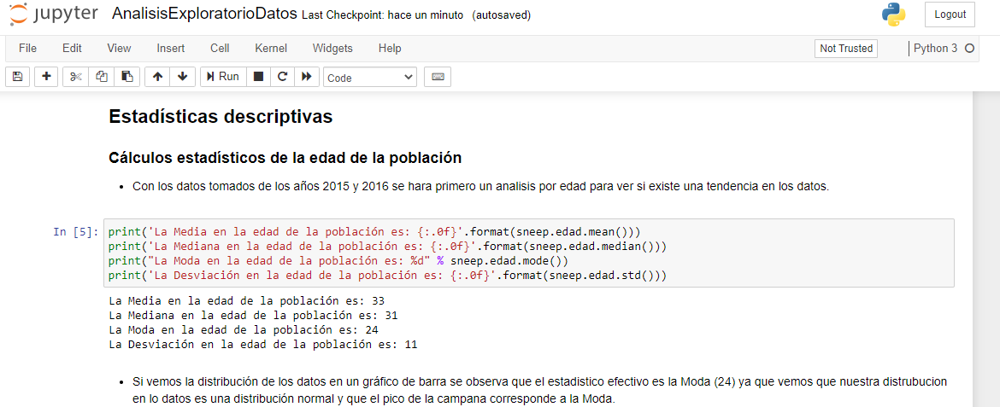 jupyter AnalisisExploratorioDatos Last Checkpoint: hace un minuto (autosaved)
Logout
File Edit View Insert Cell Kernel Widgets Help
Not Trusted
Python 3
Run
Code
Estadísticas descriptivas
Cálculos estadísticos de la edad de la población
• Con los datos tomados de los años 2015 y 2016 se hara primero un analisis por edad para ver si existe una tendencia en los datos.
In [5]:
print('La Media en la edad de la población es: {:.0f}'.format(sneep.edad.mean()))
print('La Mediana en la edad de la población es: {:.0f}'.format(sneep.edad.median()))
print("La Moda en la edad de la población es: %d" % sneep.edad.mode())
print('La Desviación en la edad de la población es: {:.0f}'.format(sneep.edad.std()))
La Media en la edad de la población es: 33
La Mediana en la edad de la población es: 31
La Moda en la edad de la población es: 24
La Desviación en la edad de la población es: 11
• Si vemos la distribución de los datos en un gráfico de barra se observa que el estadistico efectivo es la Moda (24) ya que vemos que nuestra distrubucion
en lo datos es una distribución normal y que el pico de la campana corresponde a la Moda.